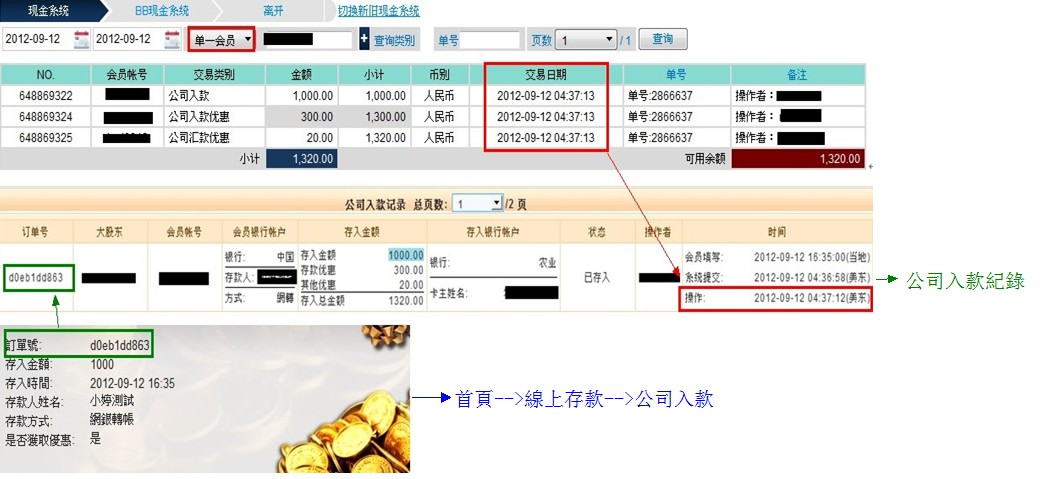 现金系统 BB现金系统 离开 切换新旧现金系统
2012-09-12 2012-09-12 单一会员 + 查询类别 单号 页数 1 / 1 查询
NO. 会员帐号 交易类别 金额 小计 币别 交易日期 单号 备注
648869322 公司入款 1,000.00 1,000.00 人民币 2012-09-12 04:37:13 单号:2866637 操作者：
648869324 公司入款优惠 300.00 1,300.00 人民币 2012-09-12 04:37:13 单号:2866637 操作者：
648869325 公司汇款优惠 20.00 1,320.00 人民币 2012-09-12 04:37:13 单号:2866637 操作者：
小计 1,320.00 可用余额 1,320.00
公司入款记录 总页数: 1 /2 页
订单号 大股东 会员帐号 会员银行帐户 存入金额 存入银行帐户 状态 操作者 时间
d0eb1dd863
银行: 中国
存款人:
方式: 網轉
存入金额 1000.00
存款优惠 300.00
其他优惠 20.00
存入总金额 1320.00
银行: 农业
卡主姓名:
已存入
会员填写: 2012-09-12 16:35:00(当地)
系统提交: 2012-09-12 04:36:58(美东)
操作: 2012-09-12 04:37:12(美东)
公司入款紀錄
訂單號: d0eb1dd863
存入金額: 1000
存入時間: 2012-09-12 16:35
存款人姓名: 小婷測試
存款方式: 網銀轉帳
是否獲取優惠: 是
首頁-->線上存款-->公司入款